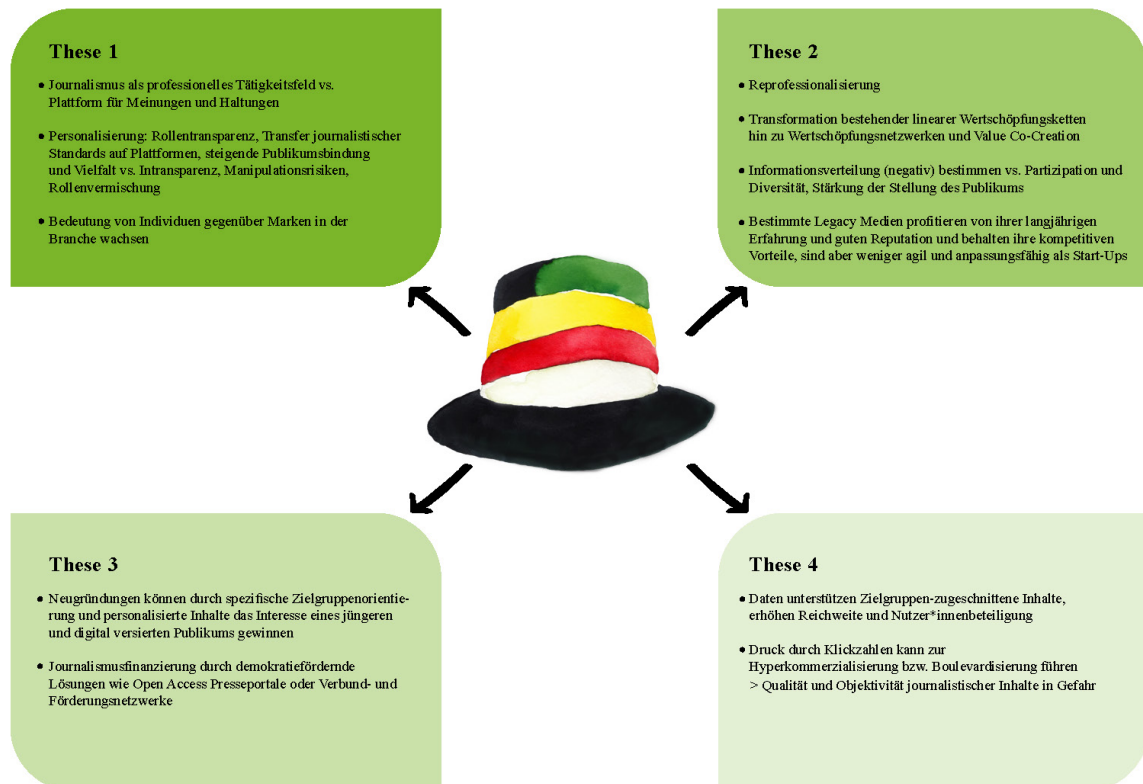 These 1
• Journalismus als professionelles Tätigkeitsfeld vs.
Plattform für Meinungen und Haltungen
• Personalisierung: Rollentransparenz, Transfer journalistischer
Standards auf Plattformen, steigende Publikumsbindung
und Vielfalt vs. Intransparenz, Manipulationsrisiken,
Rollenvermischung
• Bedeutung von Individuen gegenüber Marken in der
Branche wachsen
These 2
• Reprofessionalisierung
• Transformation bestehender linearer Wertschöpfungsketten
hin zu Wertschöpfungsnetzwerken und Value Co-Creation
• Informationsverteilung (negativ) bestimmen vs. Partizipation und
Diversität, Stärkung der Stellung des Publikums
• Bestimmte Legacy Medien profitieren von ihrer langjährigen
Erfahrung und guten Reputation und behalten ihre kompetitiven
Vorteile, sind aber weniger agil und anpassungsfähig als Start-Ups
These 3
• Neugründungen können durch spezifische Zielgruppenorientie-
rung und personalisierte Inhalte das Interesse eines jüngeren
und digital versierten Publikums gewinnen
• Journalismusfinanzierung durch demokratiefördernde
Lösungen wie Open Access Presseportale oder Verbund- und
Förderungsnetzwerke
These 4
• Daten unterstützen Zielgruppen-zugeschnittene Inhalte,
erhöhen Reichweite und Nutzer*innenbeteiligung
• Druck durch Klickzahlen kann zur
Hyperkommerzialisierung bzw. Boulevardisierung führen
> Qualität und Objektivität journalistischer Inhalte in Gefahr